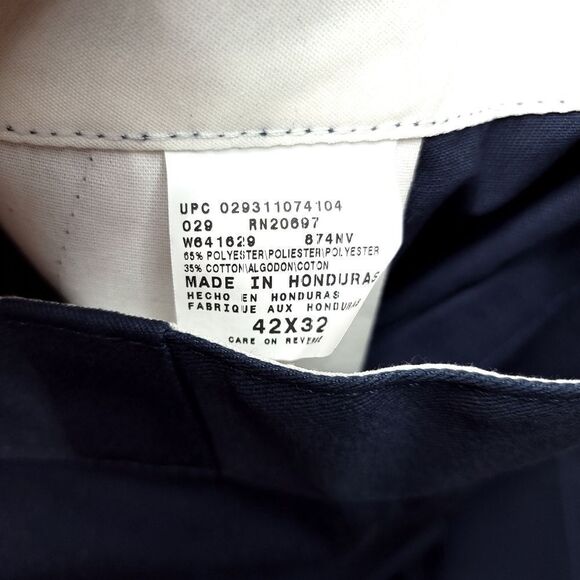 UPC 029311074104
029 RN20697
W641629 874NV
65% POLYESTER\POLIESTER\POLYESTER
35% COTTON\ALGODON\COTON
MADE IN HONDURAS
HECHO EN HONDURAS
FABRIQUE AUX HONDURAS
42X32
CARE ON REVERSE